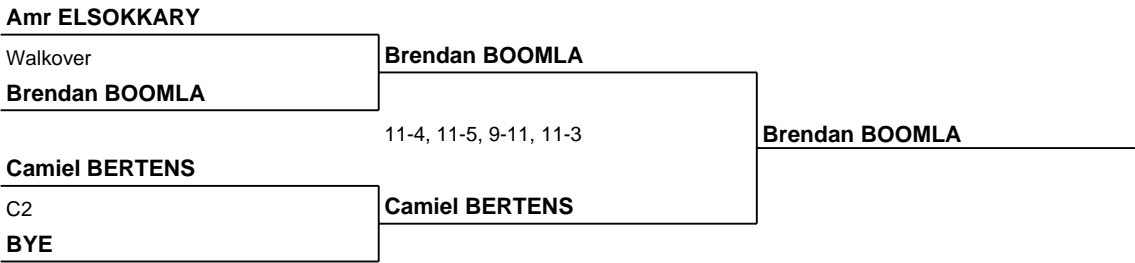 Amr ELSOKKARY
Walkover
Brendan BOOMLA
Brendan BOOMLA
11-4, 11-5, 9-11, 11-3
Brendan BOOMLA
Camiel BERTENS
C2
Camiel BERTENS
BYE